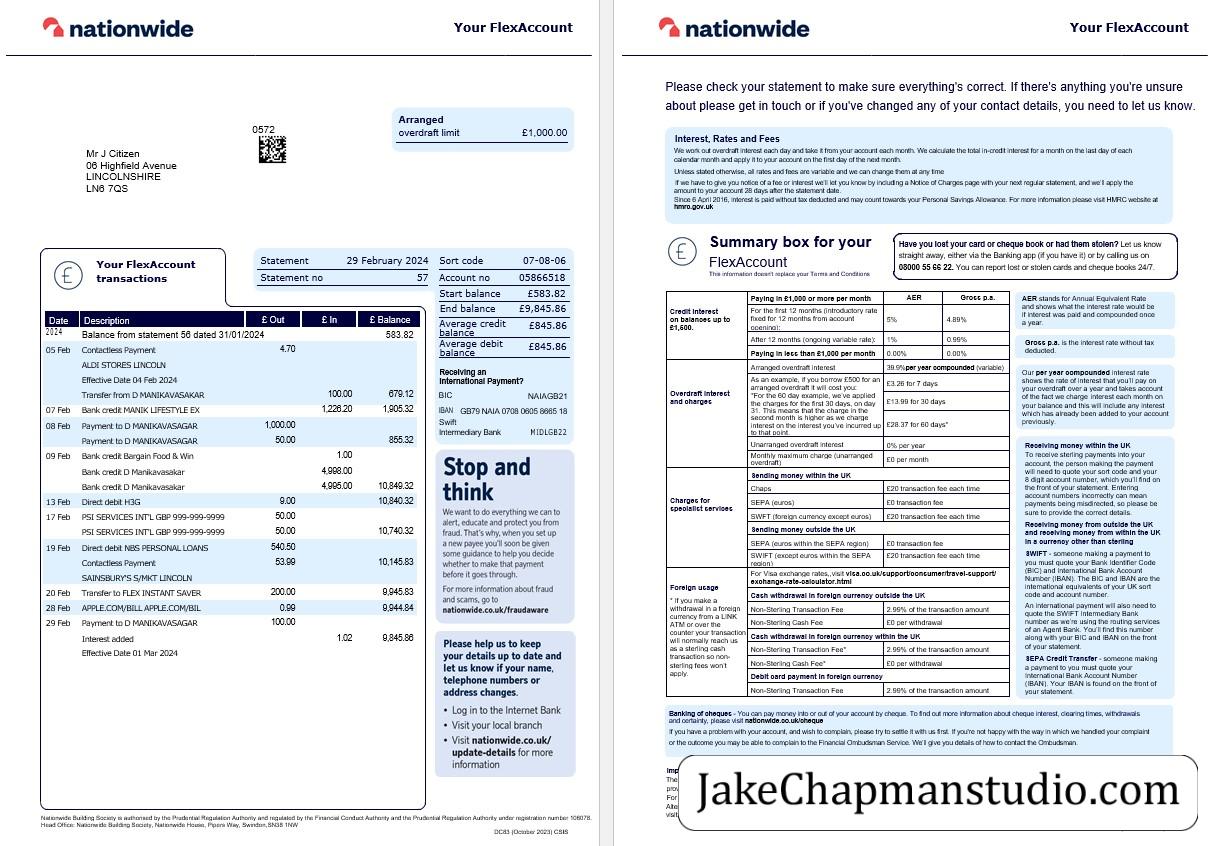 nationwide
Your FlexAccount
Arranged
overdraft limit £1,000.00
0572
Mr J Citizen
06 Highfield Avenue
LINCOLNSHIRE
LN6 7QS
Your FlexAccount
transactions
Statement 29 February 2024
Statement no 57
Sort code 07-08-06
Account no 05866518
Start balance £583.82
End balance £9,845.86
Average credit
balance £845.86
Average debit
balance £845.86
Receiving an
International Payment?
BIC NAIAGB21
IBAN GB79 NAIA 0708 0605 8665 18
Swift
Intermediary Bank MIDLGB22
Date Description £ Out £ In £ Balance
2024 Balance from statement 56 dated 31/01/2024 583.82
05 Feb Contactless Payment 4.70
ALDI STORES LINCOLN
Effective Date 04 Feb 2024
Transfer from D MANIKAVASAKAR 100.00 679.12
07 Feb Bank credit MANIK LIFESTYLE EX 1,226.20 1,905.32
08 Feb Payment to D MANIKAVASAGAR 1,000.00
Payment to D MANIKAVASAGAR 50.00 855.32
09 Feb Bank credit Bargain Food & Win 1.00
Bank credit D Manikavasakar 4,998.00
Bank credit D Manikavasakar 4,995.00 10,849.32
13 Feb Direct debit H3G 9.00 10,840.32
17 Feb PSI SERVICES INT'L GBP 999-999-9999 50.00
PSI SERVICES INT'L GBP 999-999-9999 50.00 10,740.32
19 Feb Direct debit NBS PERSONAL LOANS 540.50
Contactless Payment 53.99 10,145.83
SAINSBURY'S S/MKT LINCOLN
20 Feb Transfer to FLEX INSTANT SAVER 200.00 9,945.83
28 Feb APPLE.COM/BILL APPLE.COM/BIL 0.99 9,944.84
29 Feb Payment to D MANIKAVASAGAR 100.00
Interest added 1.02 9,845.86
Effective Date 01 Mar 2024
Stop and
think
We want to do everything we can to
alert, educate and protect you from
fraud. That's why, when you set up
a new payee you'll soon be given
some guidance to help you decide
whether to make that payment
before it goes through.
For more information about fraud
and scams, go to
nationwide.co.uk/fraudaware
Please help us to keep
your details up to date and
let us know if your name,
telephone numbers or
address changes.
• Log in to the Internet Bank
• Visit your local branch
• Visit nationwide.co.uk/
update-details for more
information
Nationwide Building Society is authorised by the Prudential Regulation Authority and regulated by the Financial Conduct Authority and the Prudential Regulation Authority under registration number 106078.
Head Office: Nationwide Building Society, Nationwide House, Pipers Way, Swindon,SN38 1NW
DC83 (October 2023) CSIS
nationwide
Your FlexAccount
Please check your statement to make sure everything's correct. If there's anything you're unsure
about please get in touch or if you've changed any of your contact details, you need to let us know.
Interest, Rates and Fees
We work out overdraft interest each day and take it from your account each month. We calculate the total in-credit interest for a month on the last day of each
calendar month and apply it to your account on the first day of the next month.
Unless stated otherwise, all rates and fees are variable and we can change them at any time
If we have to give you notice of a fee or interest we'll let you know by including a Notice of Charges page with your next regular statement, and we'll apply the
amount to your account 28 days after the statement date.
Since 6 April 2016, interest is paid without tax deducted and may count towards your Personal Savings Allowance. For more information please visit HMRC website at
hmro.gov.uk
Summary box for your
FlexAccount
This information doesn't replace your Terms and Conditions
Have you lost your card or cheque book or had them stolen? Let us know
straight away, either via the Banking app (if you have it) or by calling us on
08000 55 66 22. You can report lost or stolen cards and cheque books 24/7.
Credit Interest
on balances up to
£1,600.
Paying in £1,000 or more per month AER Gross p.a.
For the first 12 months (introductory rate
fixed for 12 months from account
opening): 5% 4.89%
After 12 months (ongoing variable rate): 1% 0.99%
Paying in less than £1,000 per month 0.00% 0.00%
Overdraft Interest
and charges
Arranged overdraft interest 39.9%per year compounded (variable)
As an example, if you borrow £500 for an
arranged overdraft it will cost you:
*For the 60 day example, we've applied
the charges for the first 30 days, on day
31. This means that the charge in the
second month is higher as we charge
interest on the interest you've incurred up
to that point.
£3.26 for 7 days
£13.99 for 30 days
£28.37 for 60 days*
Unarranged overdraft interest 0% per year
Monthly maximum charge (unarranged
overdraft) £0 per month
Charges for
specialist services
Sending money within the UK
Chaps £20 transaction fee each time
SEPA (euros) £0 transaction fee
SWFT (foreign currency except euros) £20 transaction fee each time
Sending money outside the UK
SEPA (euros within the SEPA region) £0 transaction fee
SWIFT (except euros within the SEPA
region) £20 transaction fee each time
Foreign usage
* If you make a
withdrawal in a foreign
currency from a LINK
ATM or over the
counter your transaction
will normally reach us
as a sterling cash
transaction so non-
sterling fees won't
apply.
For Visa exchange rates, visit visa.co.uk/support/consumer/travel-support/
exchange-rate-calculator.html
Cash withdrawal in foreign currency outside the UK
Non-Sterling Transaction Fee 2.99% of the transaction amount
Non-Sterling Cash Fee £0 per withdrawal
Cash withdrawal in foreign currency within the UK
Non-Sterling Transaction Fee* 2.99% of the transaction amount
Non-Sterling Cash Fee* £0 per withdrawal
Debit card payment in foreign currency
Non-Sterling Transaction Fee 2.99% of the transaction amount
AER stands for Annual Equivalent Rate
and shows what the interest rate would be
if interest was paid and compounded once
a year.
Gross p.a. is the interest rate without tax
deducted.
Our per year compounded interest rate
shows the rate of interest that you'll pay on
your overdraft over a year and takes account
of the fact we charge interest each month on
your balance and this will include any interest
which has already been added to your account
previously.
Receiving money within the UK
To receive sterling payments into your
account, the person making the payment
will need to quote your sort code and your
8 digit account number, which you'll find on
the front of your statement. Entering
account numbers incorrectly can mean
payments being misdirected, so please be
sure to provide the correct details.
Receiving money from outside the UK
and receiving money from within the UK
in a currency other than sterling
SWIFT - someone making a payment to
you must quote your Bank Identifier Code
(BIC) and International Bank Account
Number (IBAN). The BIC and IBAN are the
international equivalents of your UK sort
code and account number.
An international payment will also need to
quote the SWIFT Intermediary Bank
number as we're using the routing services
of an Agent Bank. You'll find this number
along with your BIC and IBAN on the front
of your statement.
SEPA Credit Transfer - someone making
a payment to you must quote your
International Bank Account Number
(IBAN). Your IBAN is found on the front of
your statement.
Banking of cheques - You can pay money into or out of your account by cheque. To find out more information about cheque interest, clearing times, withdrawals
and certainty, please visit nationwide.co.uk/cheque
If you have a problem with your account, and wish to complain, please try to settle it with us first. If you're not happy with the way in which we handled your complaint
or the outcome you may be able to complain to the Financial Ombudsman Service. We'll give you details of how to contact the Ombudsman.
JakeChapmanstudio.com